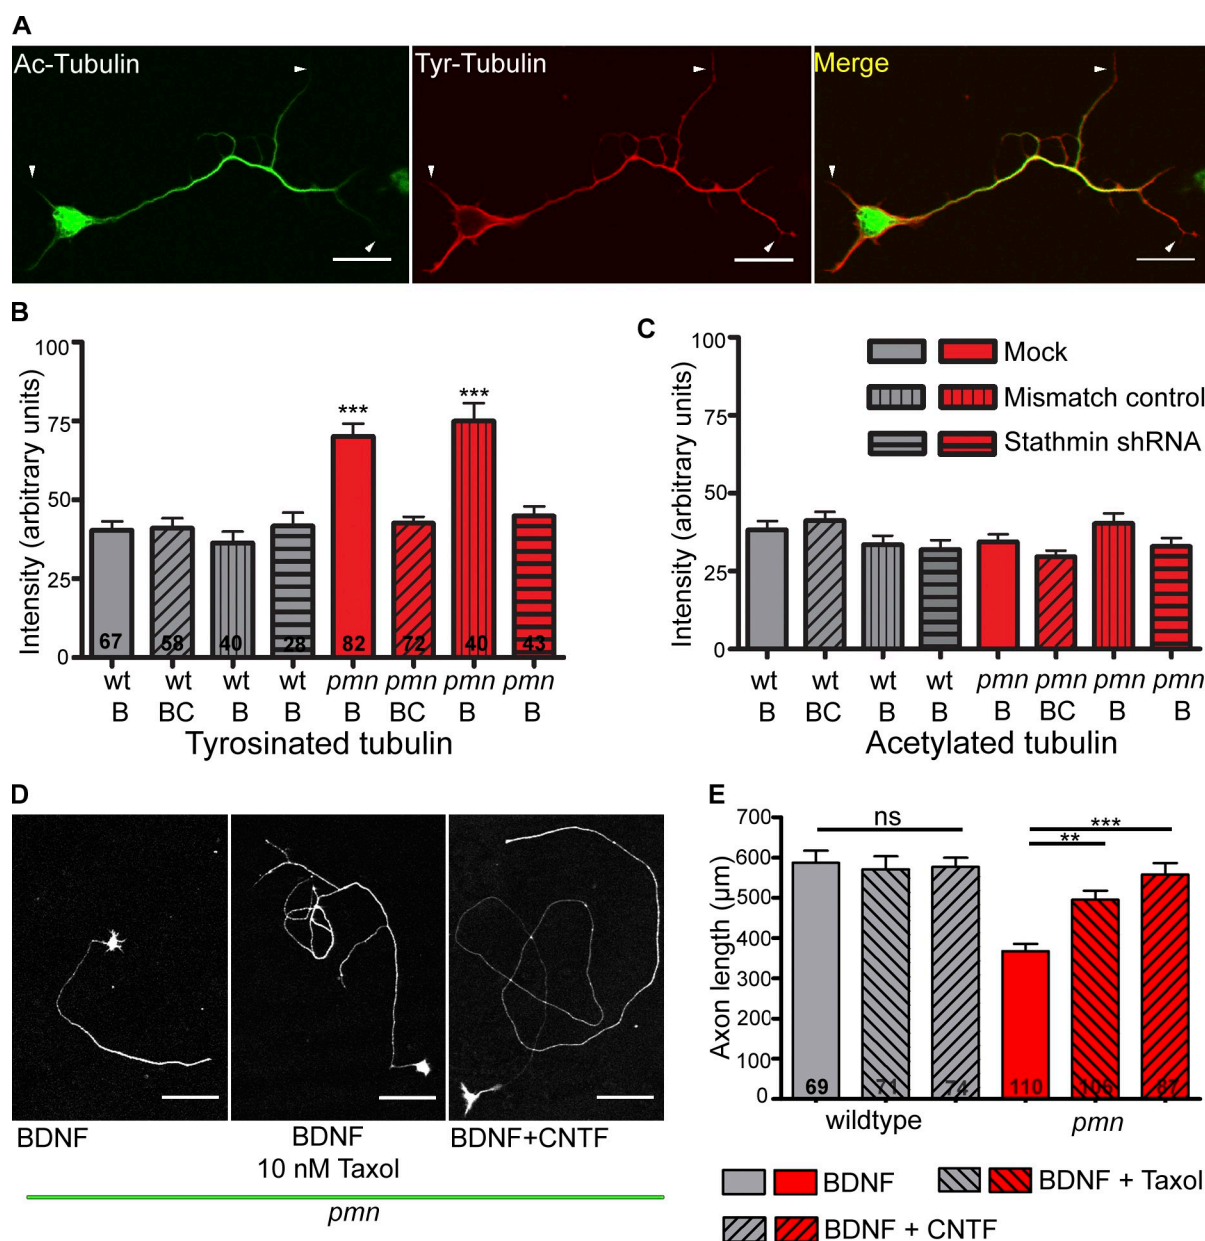 A
Ac-Tubulin
Tyr-Tubulin
Merge
B
Intensity (arbitrary units)
100
75
50
25
0
***
***
67
58
40
28
82
72
40
43
wt
wt
wt
wt
pmn
pmn
pmn
pmn
B
BC
B
B
B
BC
B
B
Tyrosinated tubulin
C
Intensity (arbitrary units)
100
75
50
25
0
Mock
Mismatch control
Stathmin shRNA
wt
wt
wt
wt
pmn
pmn
pmn
pmn
B
BC
B
B
B
BC
B
B
Acetylated tubulin
D
BDNF
BDNF
10 nM Taxol
BDNF+CNTF
pmn
E
Axon length (µm)
700
600
500
400
300
200
100
0
ns
***
**
69
71
74
110
106
87
wildtype
pmn
BDNF
BDNF + Taxol
BDNF + CNTF